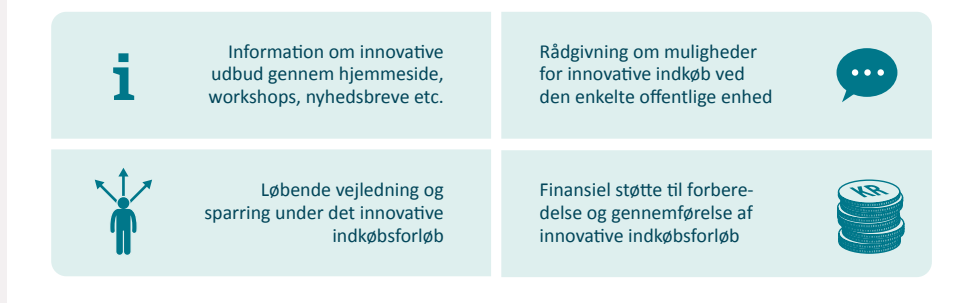 Information om innovative
udbud gennem hjemmeside,
workshops, nyhedsbreve etc.
Rådgivning om muligheder
for innovative indkøb ved
den enkelte offentlige enhed
Løbende vejledning og
sparring under det innovative
indkøbsforløb
Finansiel støtte til forbere-
delse og gennemførelse af
innovative indkøbsforløb
KR